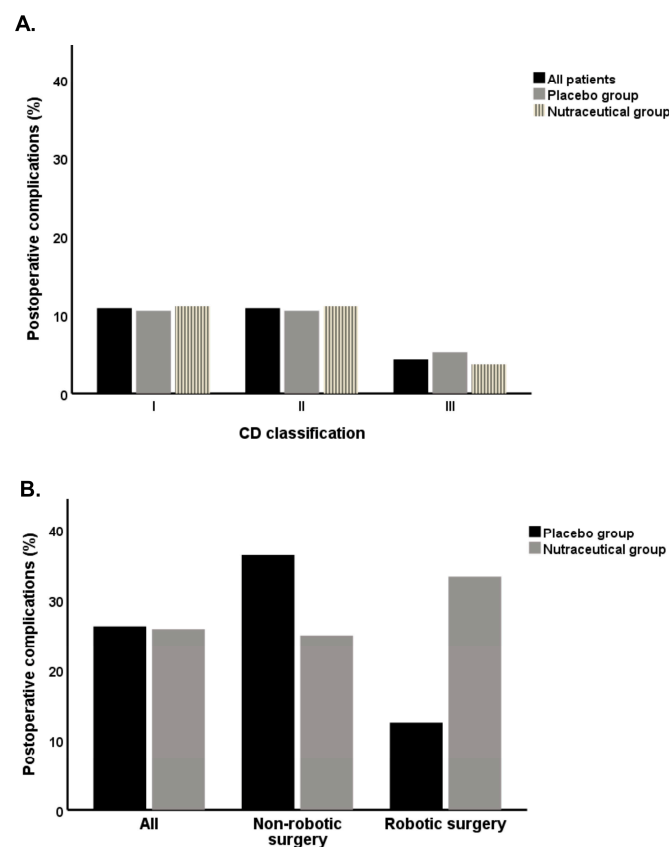 A.
Postoperative complications (%)
40
30
20
10
0
I
II
III
CD classification
All patients
Placebo group
Nutraceutical group
B.
Postoperative complications (%)
40
30
20
10
0
All
Non-robotic
surgery
Robotic surgery
Placebo group
Nutraceutical group